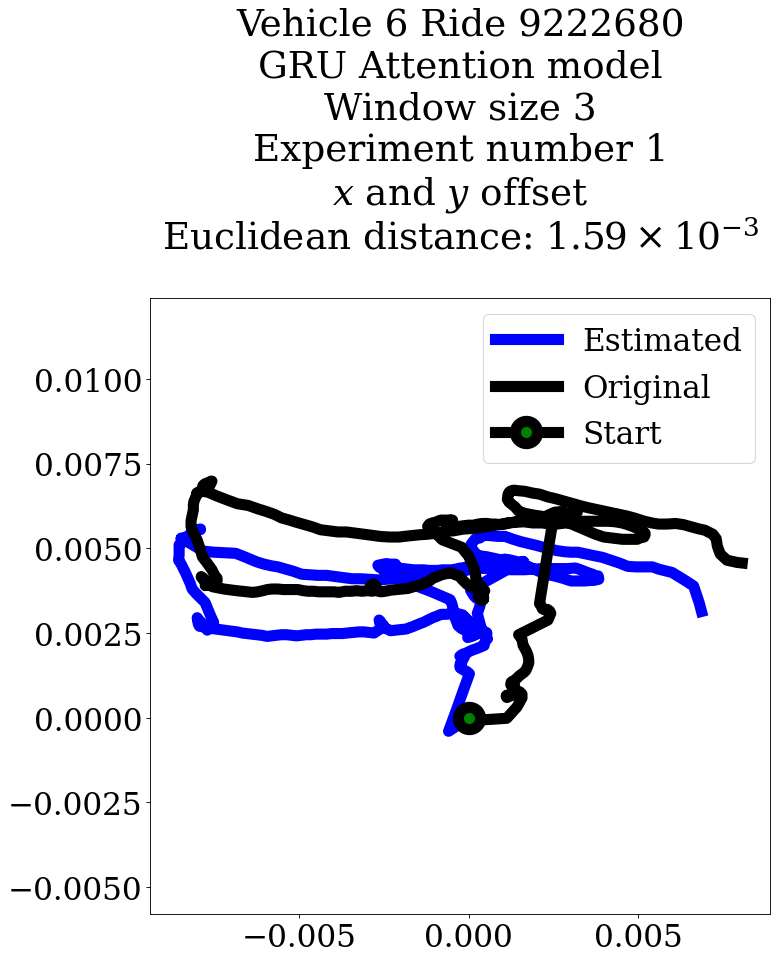 Vehicle 6 Ride 9222680
GRU Attention model
Window size 3
Experiment number 1
x and y offset
Euclidean distance: 1.59 × 10⁻³
Estimated
Original
Start
0.0100
0.0075
0.0050
0.0025
0.0000
−0.0025
−0.0050
−0.005 0.000 0.005